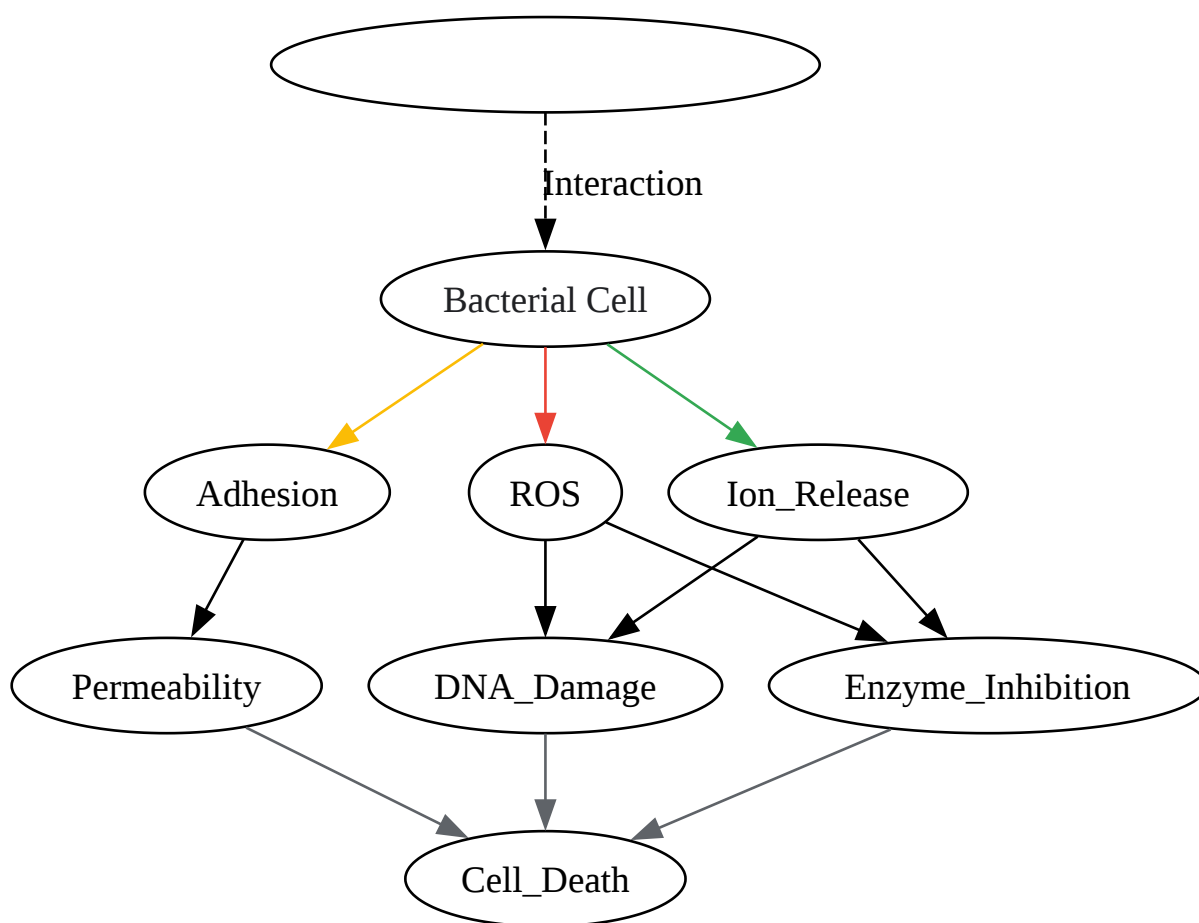 Interaction
Bacterial Cell
Adhesion
ROS
Ion_Release
Permeability
DNA_Damage
Enzyme_Inhibition
Cell_Death